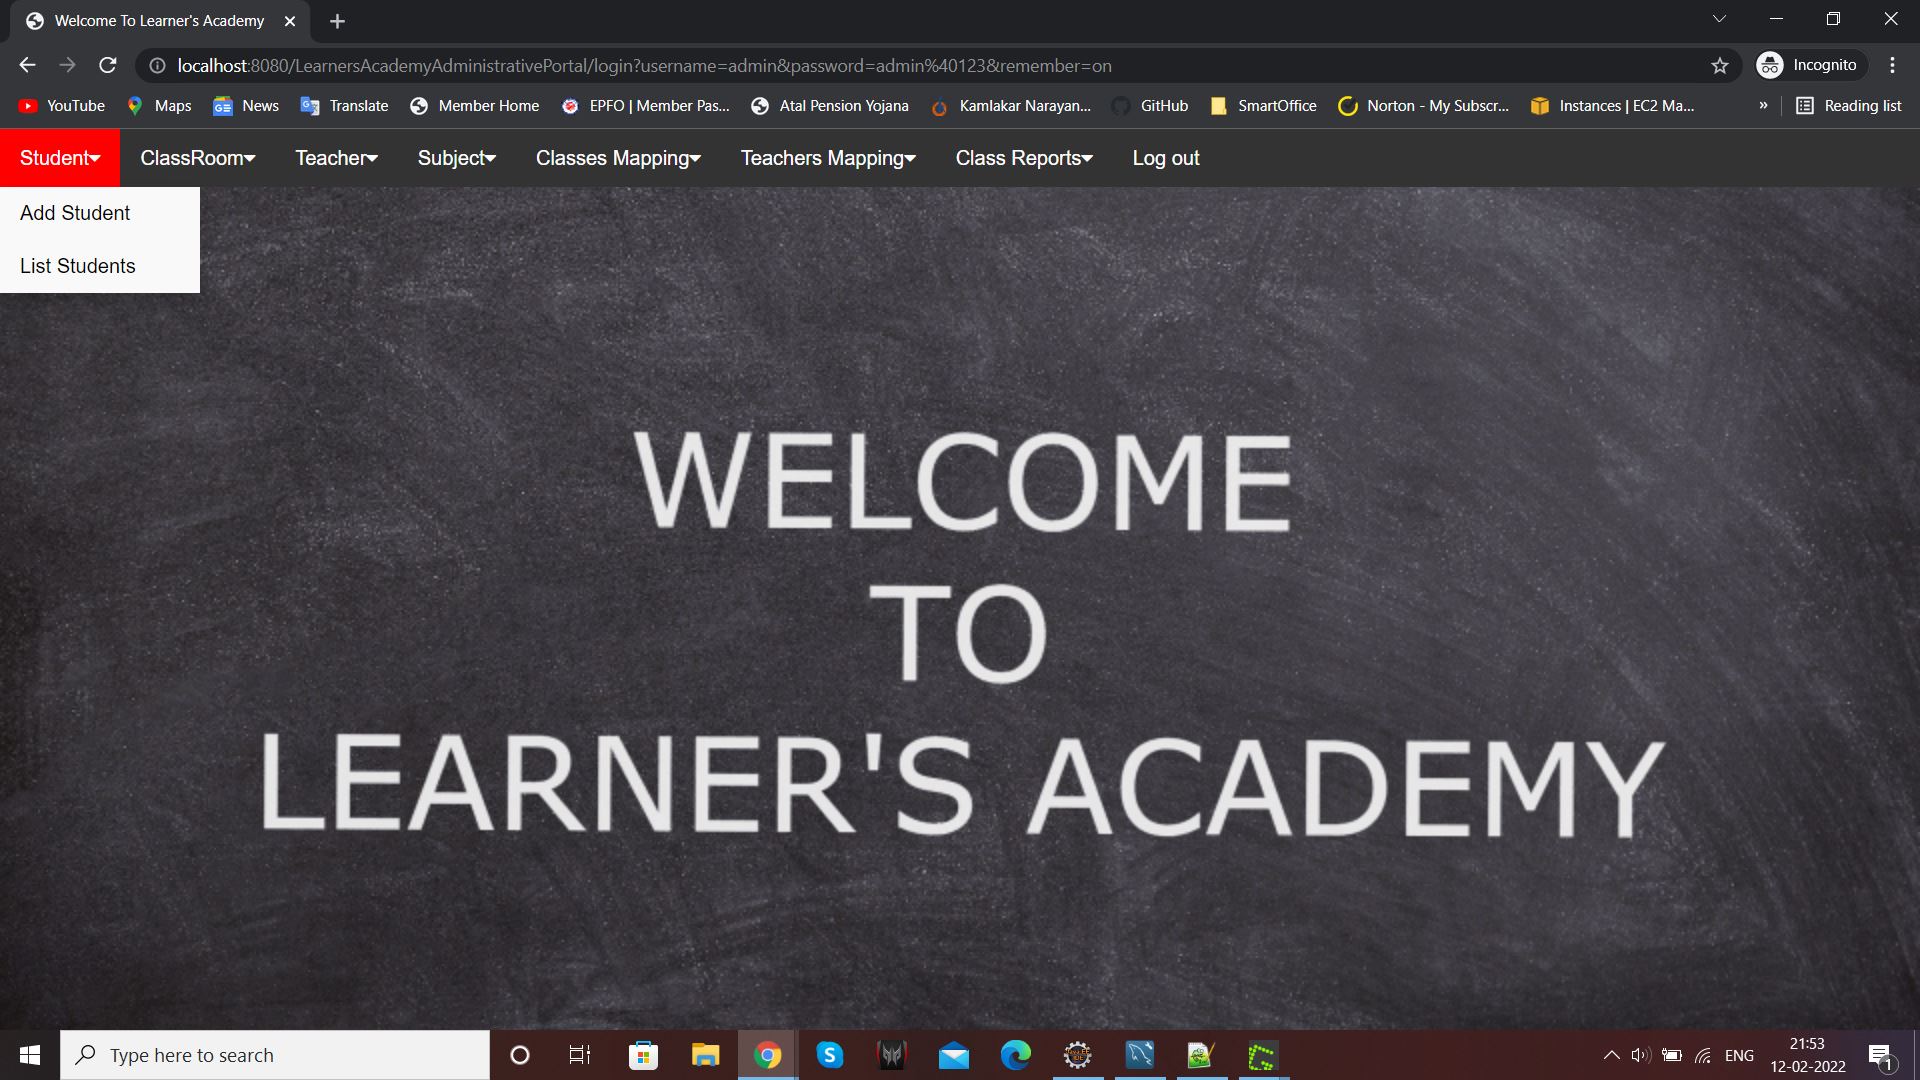 Welcome To Learner's Academy
localhost:8080/LearnersAcademyAdministrativePortal/login?username=admin&password=admin%40123&remember=on
Incognito
YouTube Maps News Translate Member Home EPFO | Member Pas... Atal Pension Yojana Kamlakar Narayan... GitHub SmartOffice Norton - My Subscr... Instances | EC2 Ma... » Reading list
Student ClassRoom Teacher Subject Classes Mapping Teachers Mapping Class Reports Log out
Add Student
List Students
WELCOME
TO
LEARNER'S ACADEMY
Type here to search
ENG
21:53
12-02-2022
1